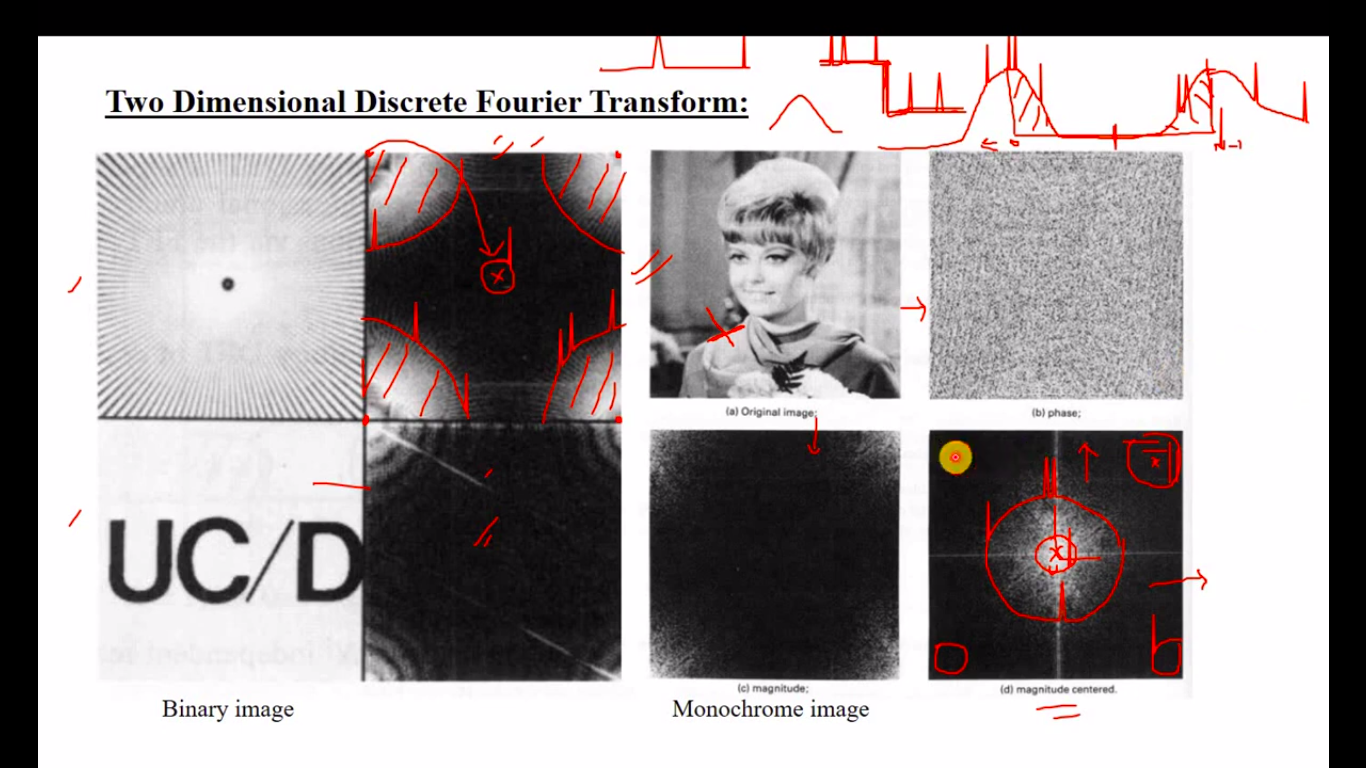 Two Dimensional Discrete Fourier Transform:
UC/D
(a) Original image;
(b) phase;
(c) magnitude;
(d) magnitude centered.
Binary image
Monochrome image